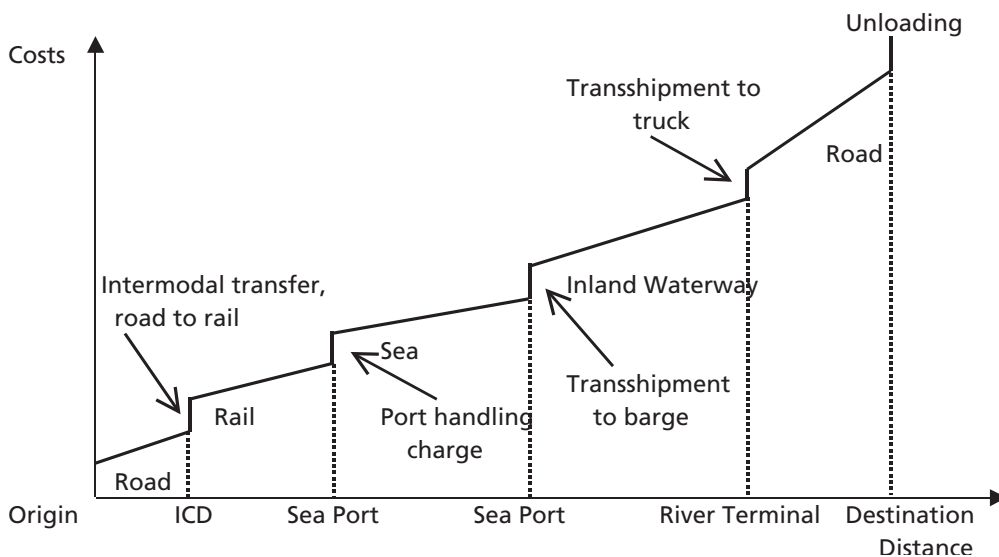 Unloading
Costs
Transshipment to
truck
Road
Intermodal transfer,
road to rail
Inland Waterway
Sea
Transshipment
to barge
Rail
Port handling
charge
Road
Origin
ICD
Sea Port
Sea Port
River Terminal
Destination
Distance